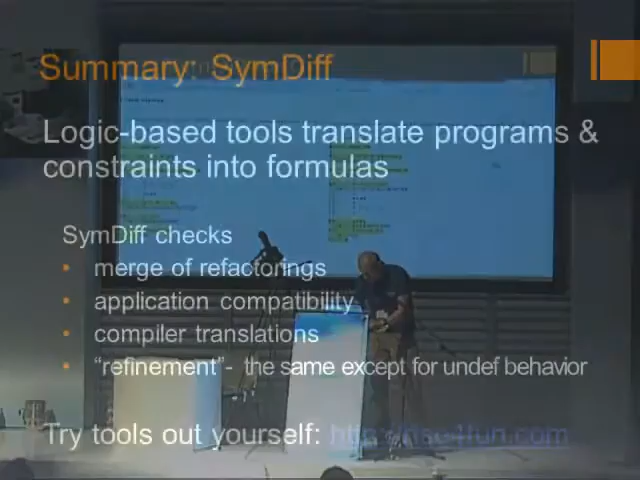 Summary: SymDiff
Logic-based tools translate programs &
constraints into formulas
SymDiff checks
• merge of refactorings
• application compatibility
• compiler translations
• “refinement”- the same except for undef behavior
Try tools out yourself: http://rise4fun.com